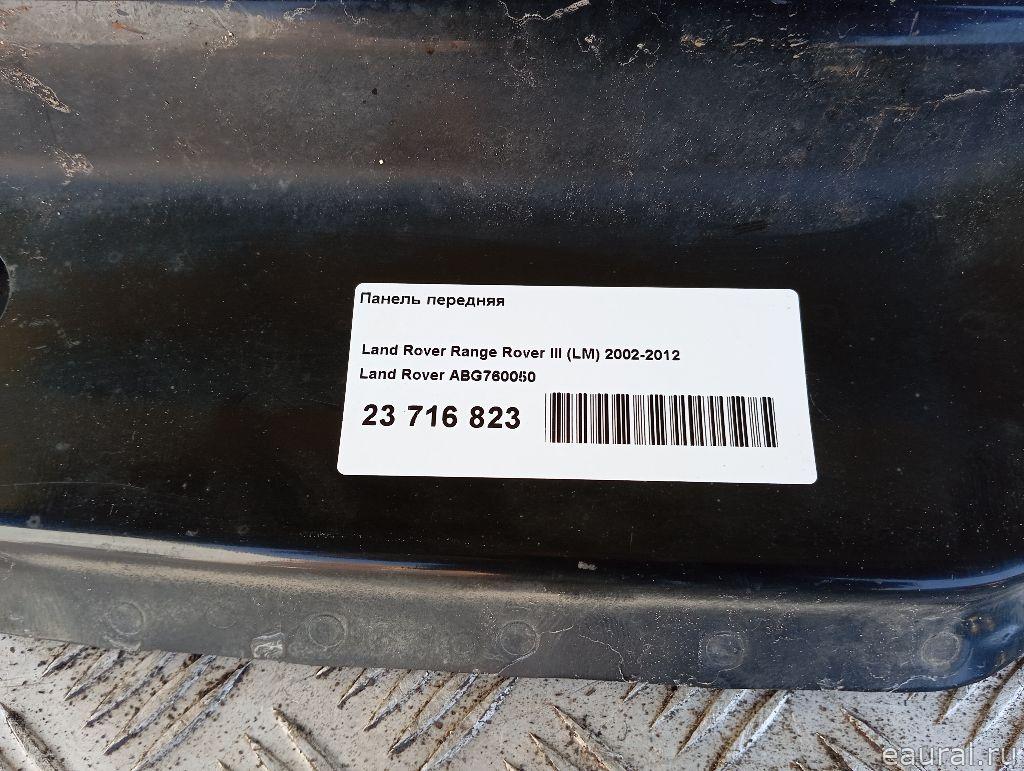 Панель передняя
Land Rover Range Rover III (LM) 2002-2012
Land Rover ABG760050
23 716 823
eaural.ru